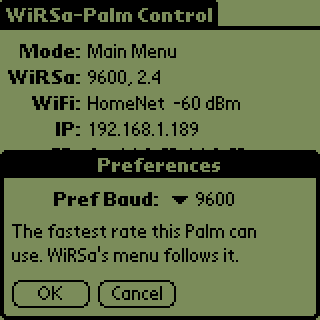 WiRSa-Palm Control
Mode: Main Menu
WiRSa: 9600, 2.4
WiFi: HomeNet -60 dBm
IP: 192.168.1.189
Preferences
Pref Baud: 9600
The fastest rate this Palm can
use. WiRSa's menu follows it.
OK Cancel